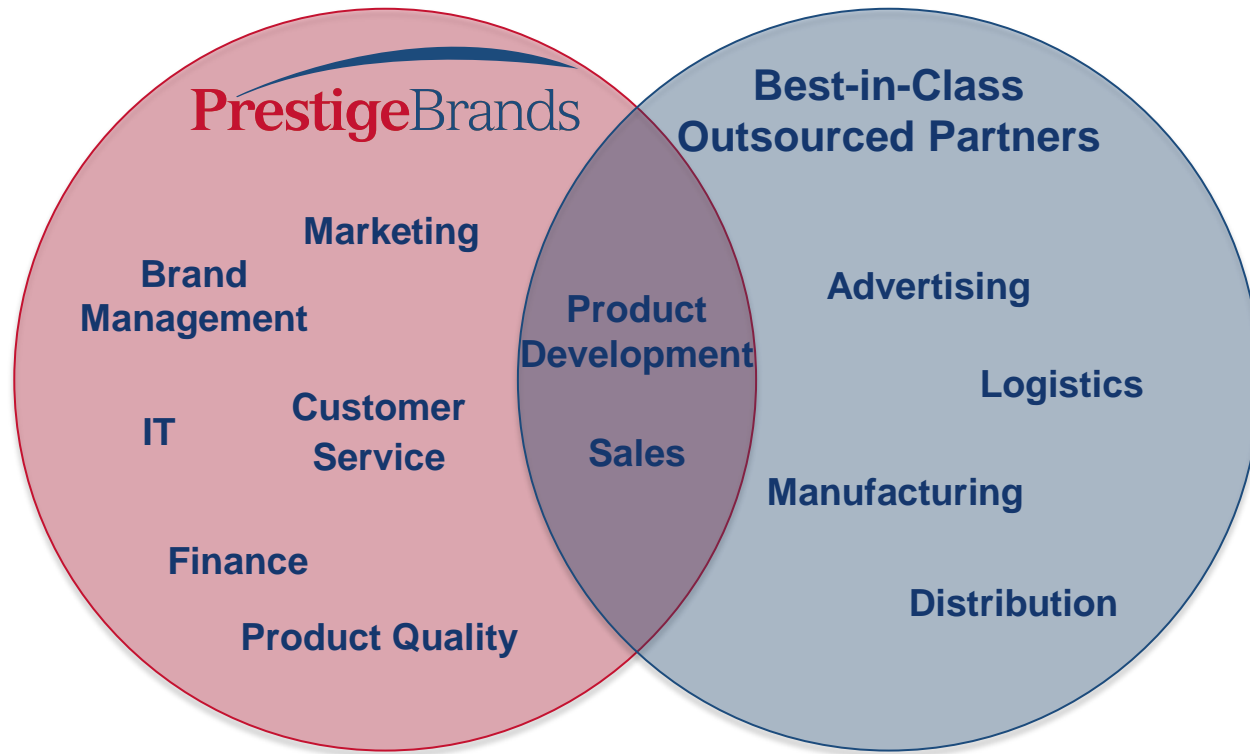 PrestigeBrands
Marketing
Brand
Management
IT
Customer
Service
Finance
Product Quality
Product
Development
Sales
Best-in-Class
Outsourced Partners
Advertising
Logistics
Manufacturing
Distribution